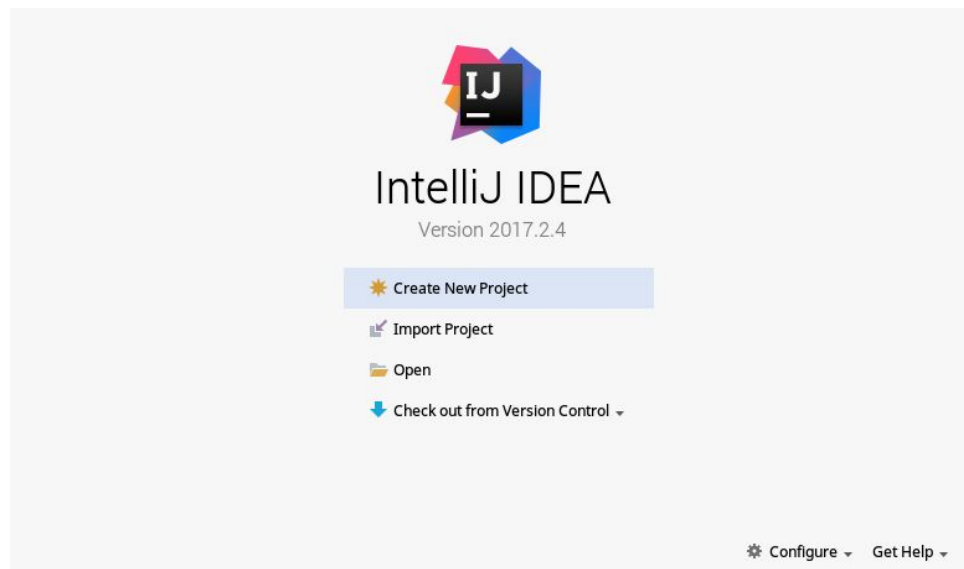 IJ
IntelliJ IDEA
Version 2017.2.4
Create New Project
Import Project
Open
Check out from Version Control
Configure Get Help